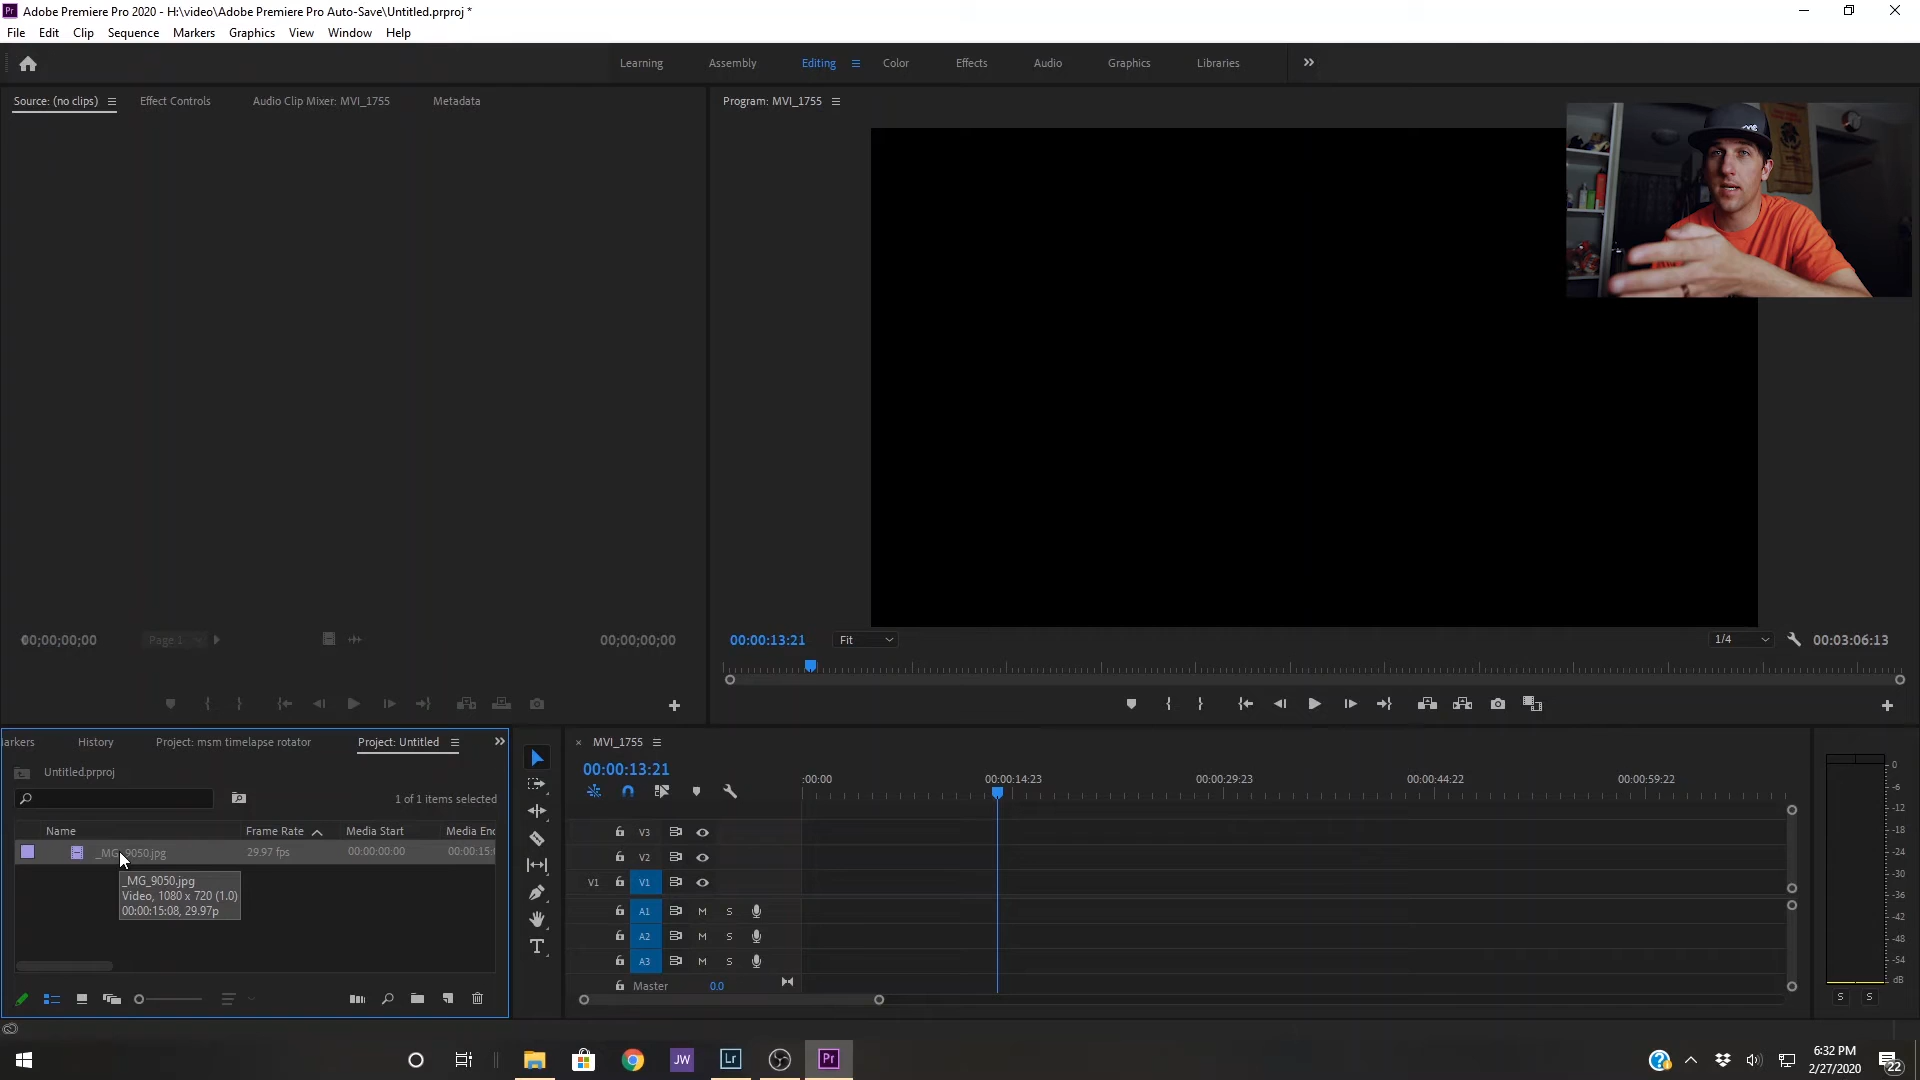 Pr Adobe Premiere Pro 2020 - H:\video\Adobe Premiere Pro Auto-Save\Untitled.prproj *
File Edit Clip Sequence Markers Graphics View Window Help
Learning Assembly Editing Color Effects Audio Graphics Libraries
Source: (no clips) Effect Controls Audio Clip Mixer: MVI_1755 Metadata
Program: MVI_1755
00;00;00;00 Page 1 00;00;00;00
00:00:13:21 Fit 1/4 00:03:06:13
arkers History Project: msm timelapse rotator Project: Untitled
Untitled.prproj
1 of 1 items selected
Name Frame Rate Media Start Media End
_MG_9050.jpg 29.97 fps 00:00:00:00 00:00:15:0
_MG_9050.jpg
Video, 1080 x 720 (1.0)
00:00:15:08, 29.97p
MVI_1755
00:00:13:21
:00:00 00:00:14:23 00:00:29:23 00:00:44:22 00:00:59:22
V3
V2
V1 V1
A1 M S
A2 M S
A3 M S
Master 0.0
0
-6
-12
-18
-24
-30
-36
-42
-48
-54
dB
S S
JW Lr Pr
6:32 PM
2/27/2020
22